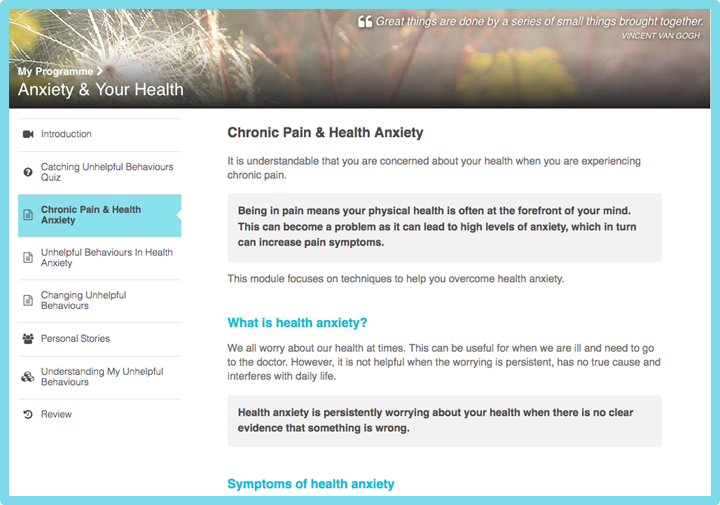 Great things are done by a series of small things brought together.
VINCENT VAN GOGH
My Programme
Anxiety & Your Health
Introduction
Catching Unhelpful Behaviours
Quiz
Chronic Pain & Health
Anxiety
Unhelpful Behaviours In Health
Anxiety
Changing Unhelpful
Behaviours
Personal Stories
Understanding My Unhelpful
Behaviours
Review
Chronic Pain & Health Anxiety
It is understandable that you are concerned about your health when you are experiencing
chronic pain.
Being in pain means your physical health is often at the forefront of your mind.
This can become a problem as it can lead to high levels of anxiety, which in turn
can increase pain symptoms.
This module focuses on techniques to help you overcome health anxiety.
What is health anxiety?
We all worry about our health at times. This can be useful for when we are ill and need to go
to the doctor. However, it is not helpful when the worrying is persistent, has no true cause and
interferes with daily life.
Health anxiety is persistently worrying about your health when there is no clear
evidence that something is wrong.
Symptoms of health anxiety